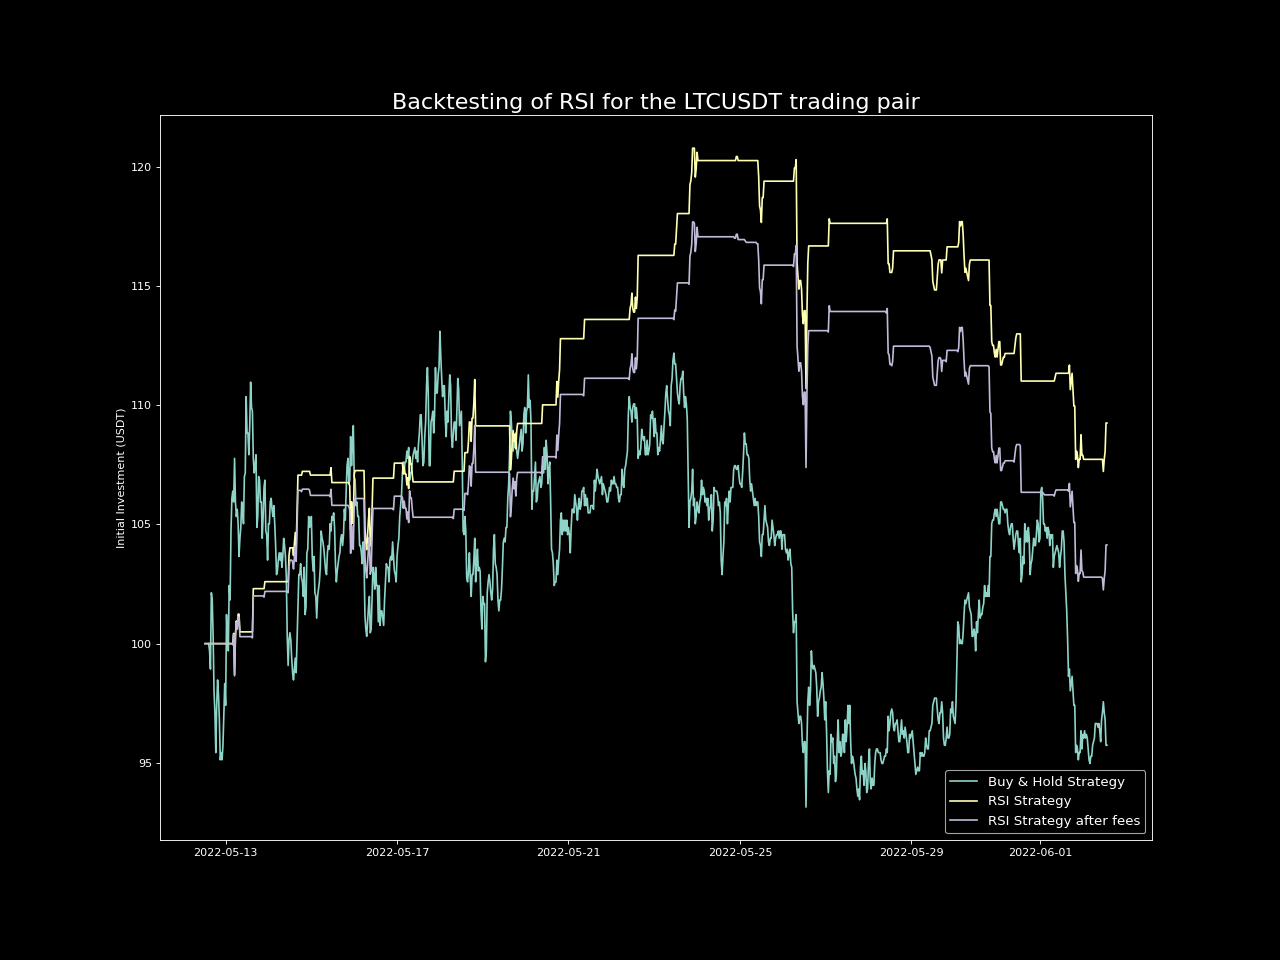 Backtesting of RSI for the LTCUSDT trading pair
Initial Investment (USDT)
120
115
110
105
100
95
2022-05-13
2022-05-17
2022-05-21
2022-05-25
2022-05-29
2022-06-01
Buy & Hold Strategy
RSI Strategy
RSI Strategy after fees